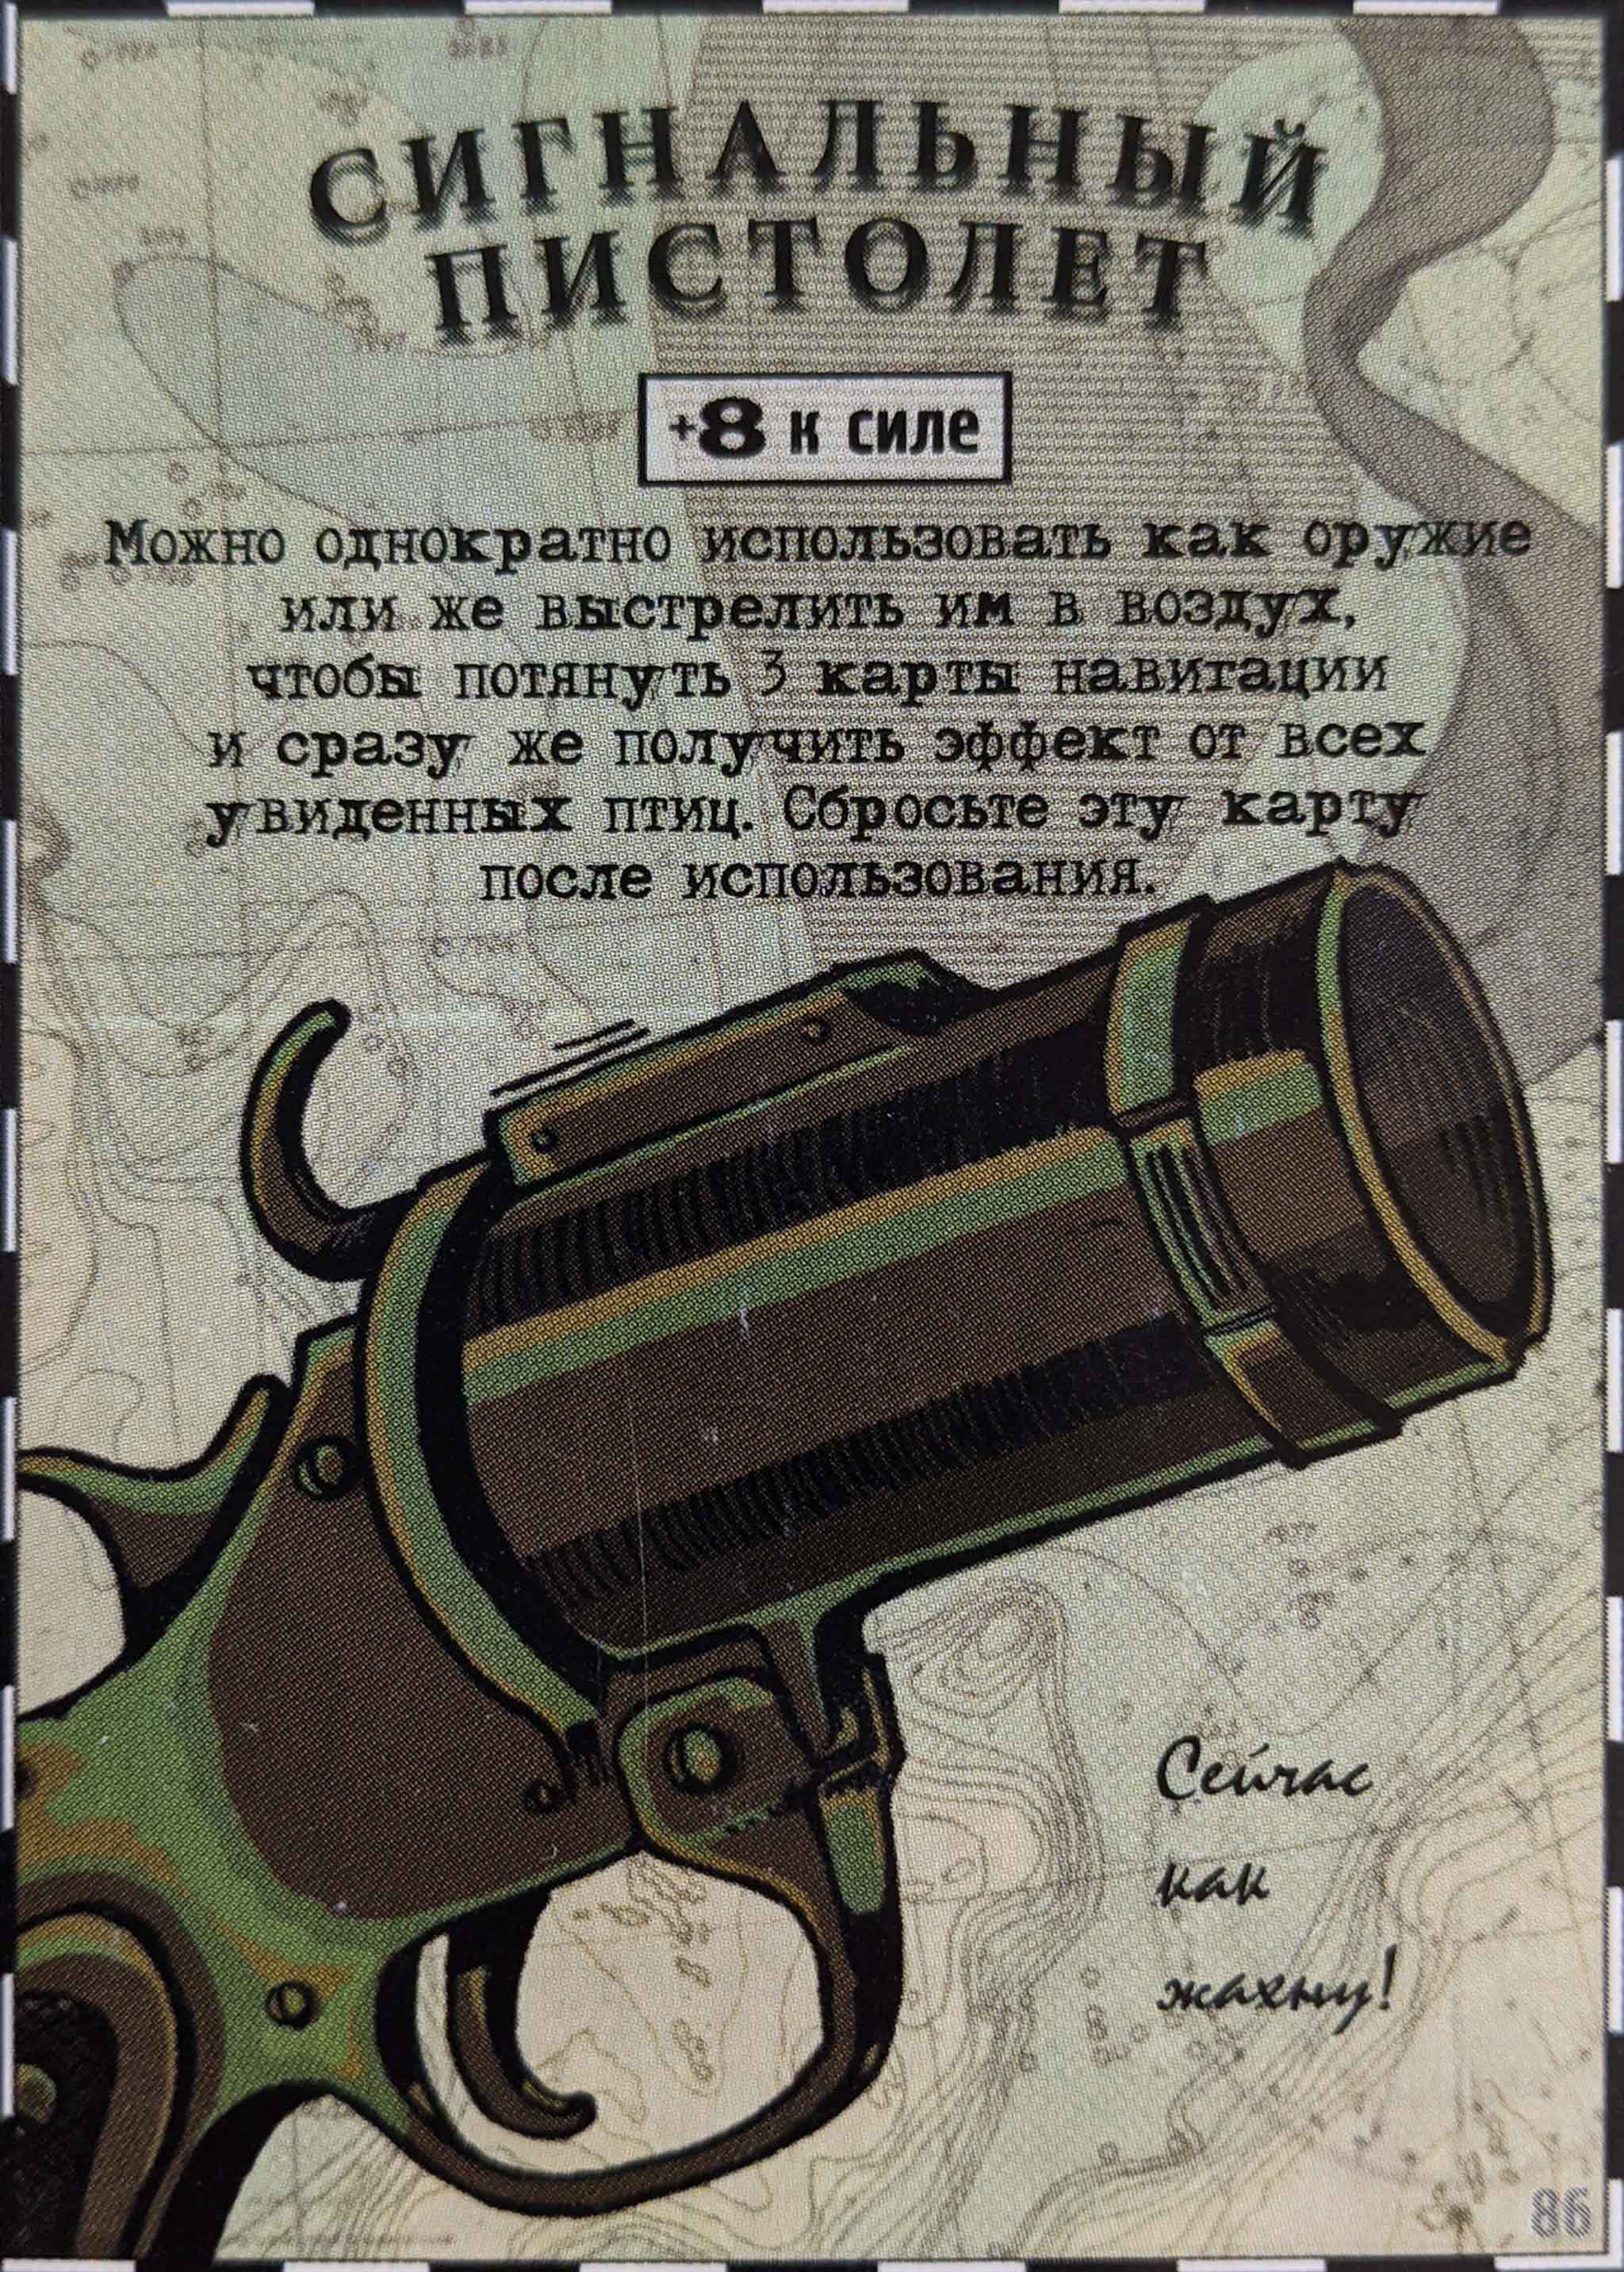 СИГНАЛЬНЫЙ
ПИСТОЛЕТ
+8 к силе
Можно однократно использовать как оружие
или же выстрелить им в воздух,
чтобы потянуть 3 карты навигации
и сразу же получить эффект от всех
увиденных птиц. Сбросьте эту карту
после использования.
Сейчас
как
жахну!
86